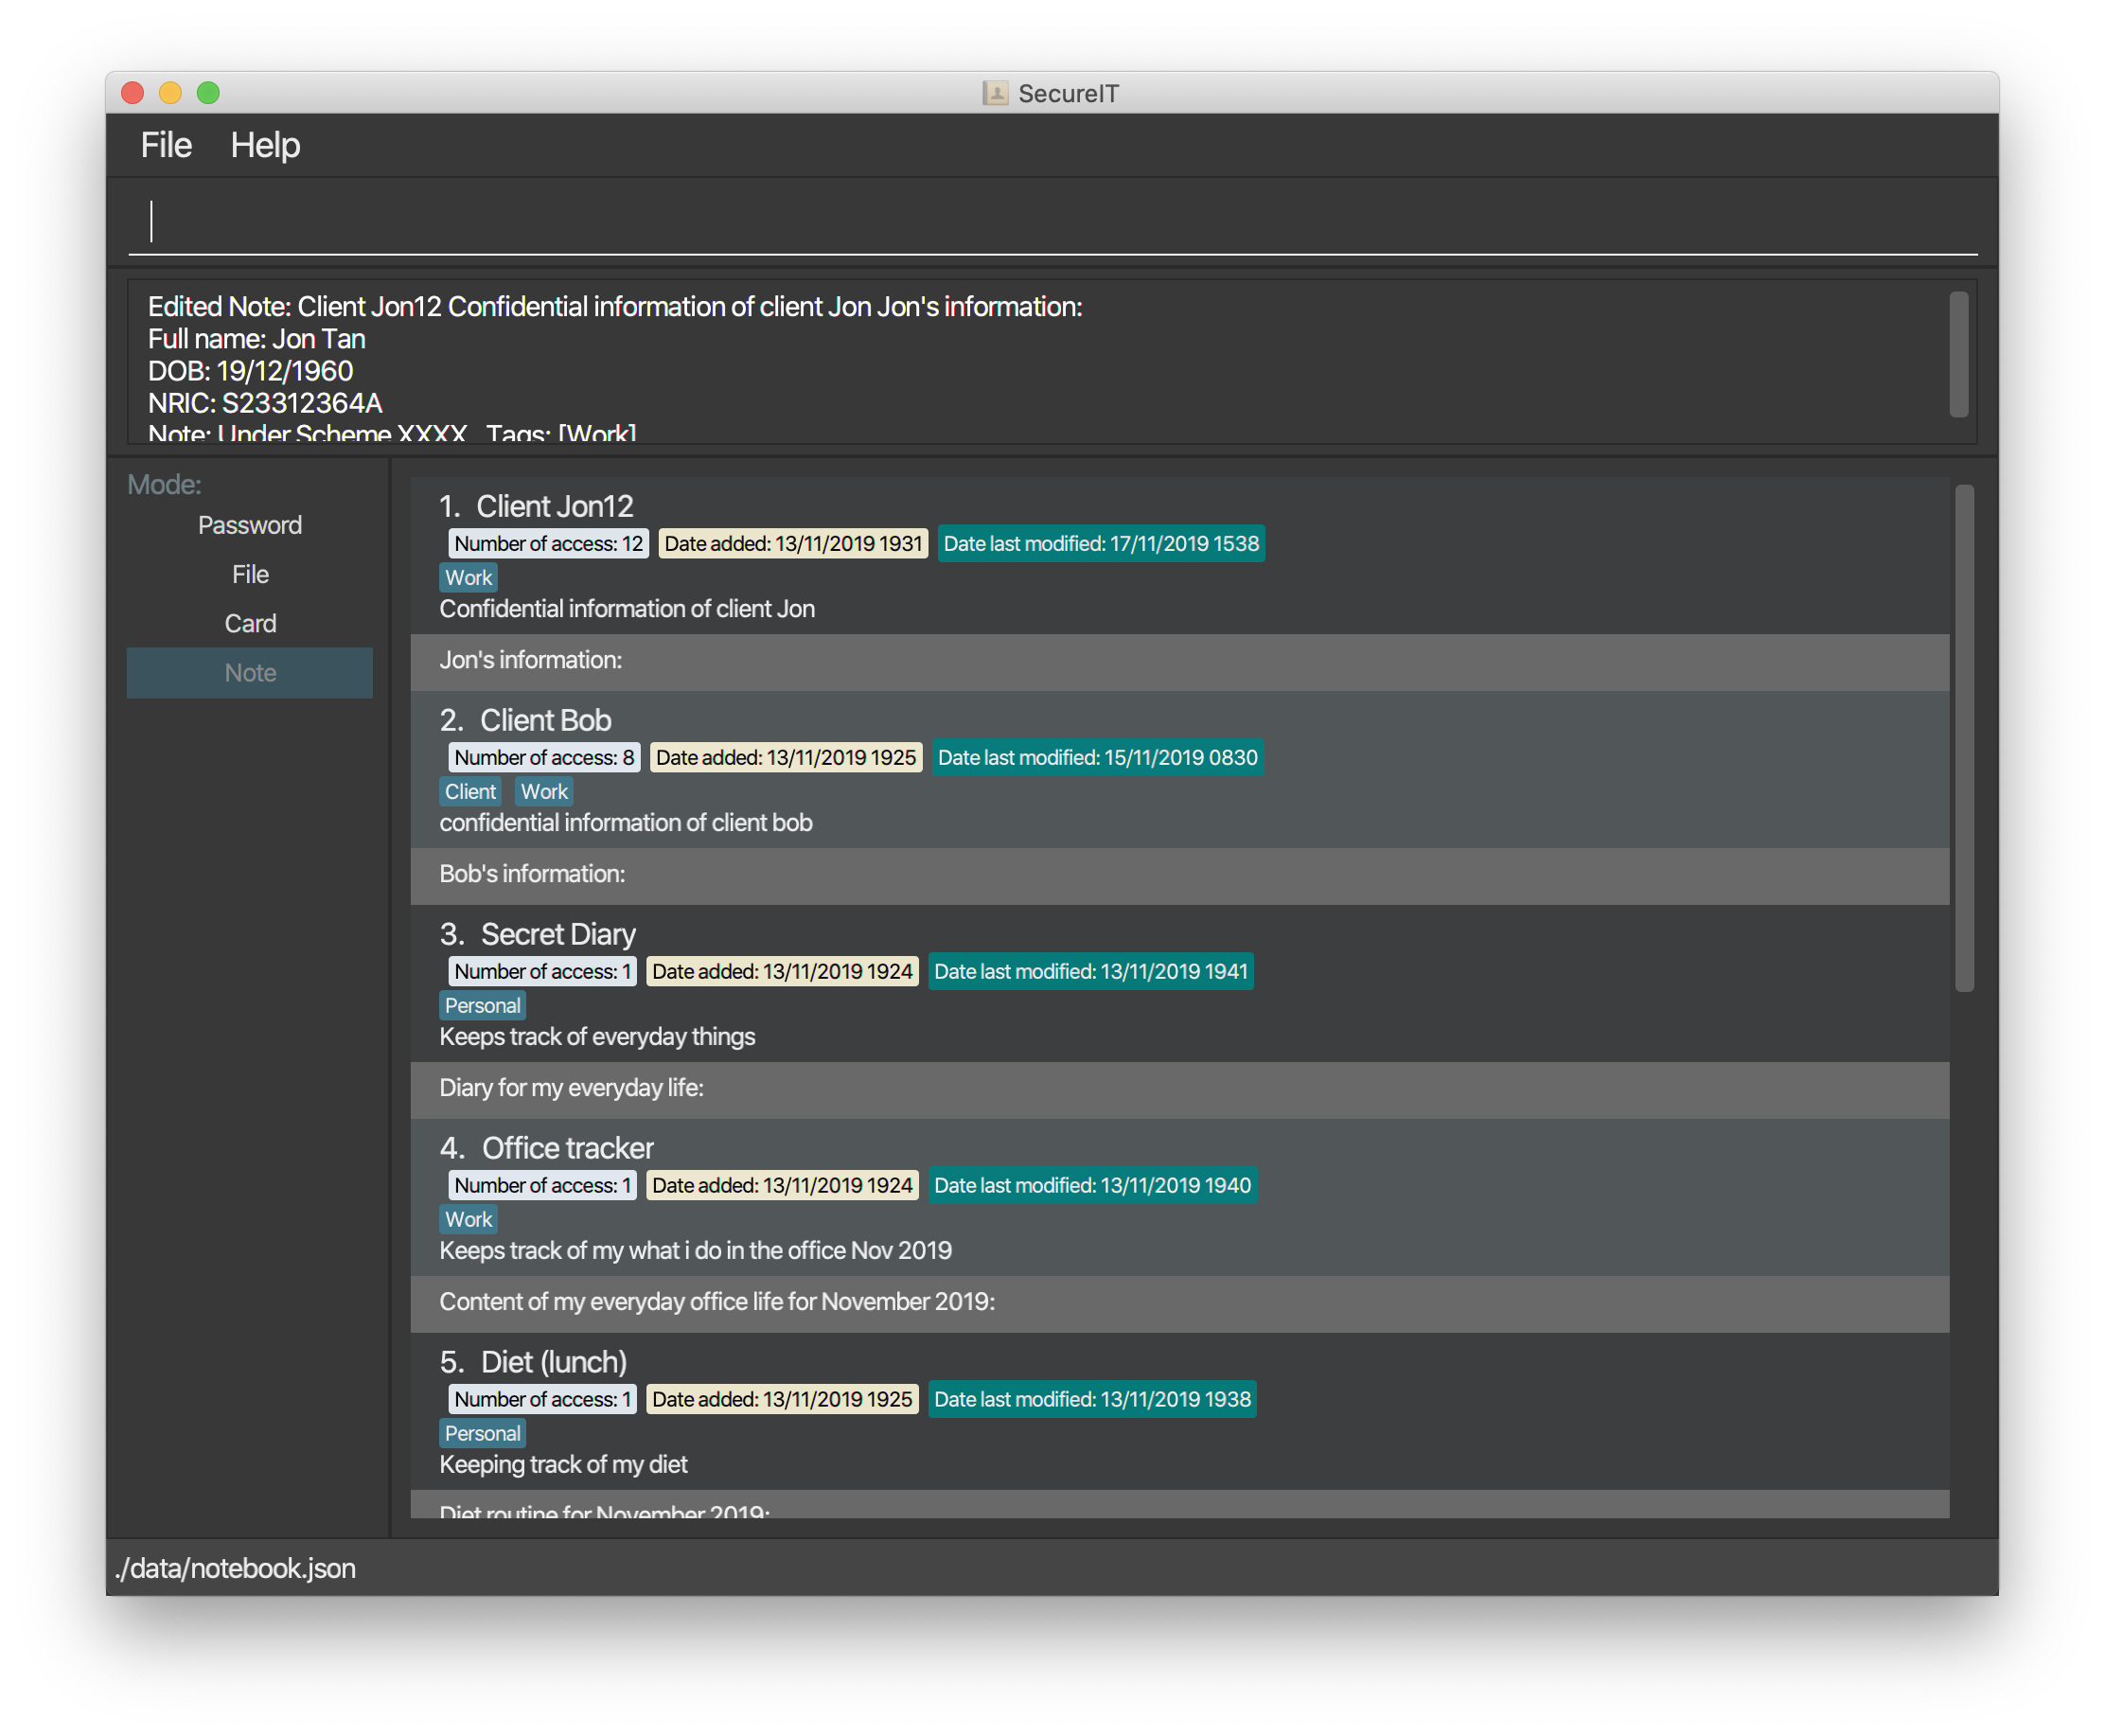 SecureIT
File Help
Edited Note: Client Jon12 Confidential information of client Jon Jon's information:
Full name: Jon Tan
DOB: 19/12/1960
NRIC: S23312364A
Note: Under Scheme XXXX Tags: [Work]
Mode:
Password
File
Card
Note
1. Client Jon12
Number of access: 12 Date added: 13/11/2019 1931 Date last modified: 17/11/2019 1538
Work
Confidential information of client Jon
Jon's information:
2. Client Bob
Number of access: 8 Date added: 13/11/2019 1925 Date last modified: 15/11/2019 0830
Client Work
confidential information of client bob
Bob's information:
3. Secret Diary
Number of access: 1 Date added: 13/11/2019 1924 Date last modified: 13/11/2019 1941
Personal
Keeps track of everyday things
Diary for my everyday life:
4. Office tracker
Number of access: 1 Date added: 13/11/2019 1924 Date last modified: 13/11/2019 1940
Work
Keeps track of my what i do in the office Nov 2019
Content of my everyday office life for November 2019:
5. Diet (lunch)
Number of access: 1 Date added: 13/11/2019 1925 Date last modified: 13/11/2019 1938
Personal
Keeping track of my diet
Diet routine for November 2019:
./data/notebook.json